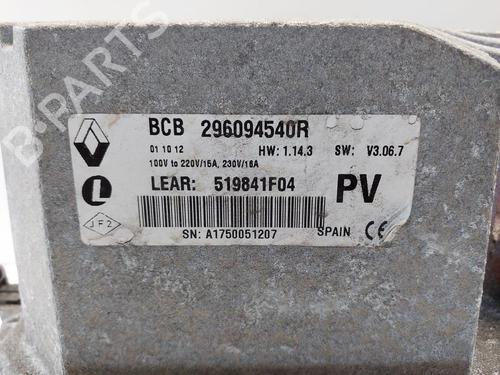 BCB 296094540R
01 10 12 HW: 1.14.3 SW: V3.06.7
100V to 220V/15A, 230V/16A
LEAR: 519841F04 PV
L
JF2
SN: A1750051207 SPAIN CE
B-PARTS